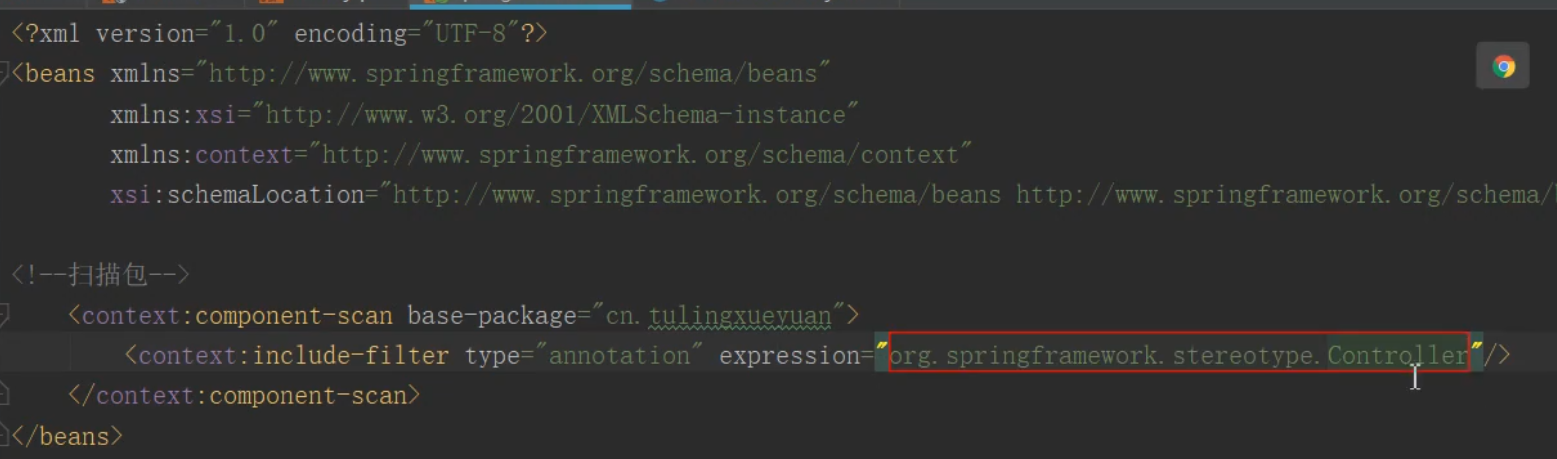 <?xml version="1.0" encoding="UTF-8"?>
<beans xmlns="http://www.springframework.org/schema/beans"
xmlns:xsi="http://www.w3.org/2001/XMLSchema-instance"
xmlns:context="http://www.springframework.org/schema/context"
xsi:schemaLocation="http://www.springframework.org/schema/beans http://www.springframework.org/schema/
<!--扫描包-->
<context:component-scan base-package="cn.tulingxueyuan">
<context:include-filter type="annotation" expression="org.springframework.stereotype.Controller"/>
</context:component-scan>
</beans>